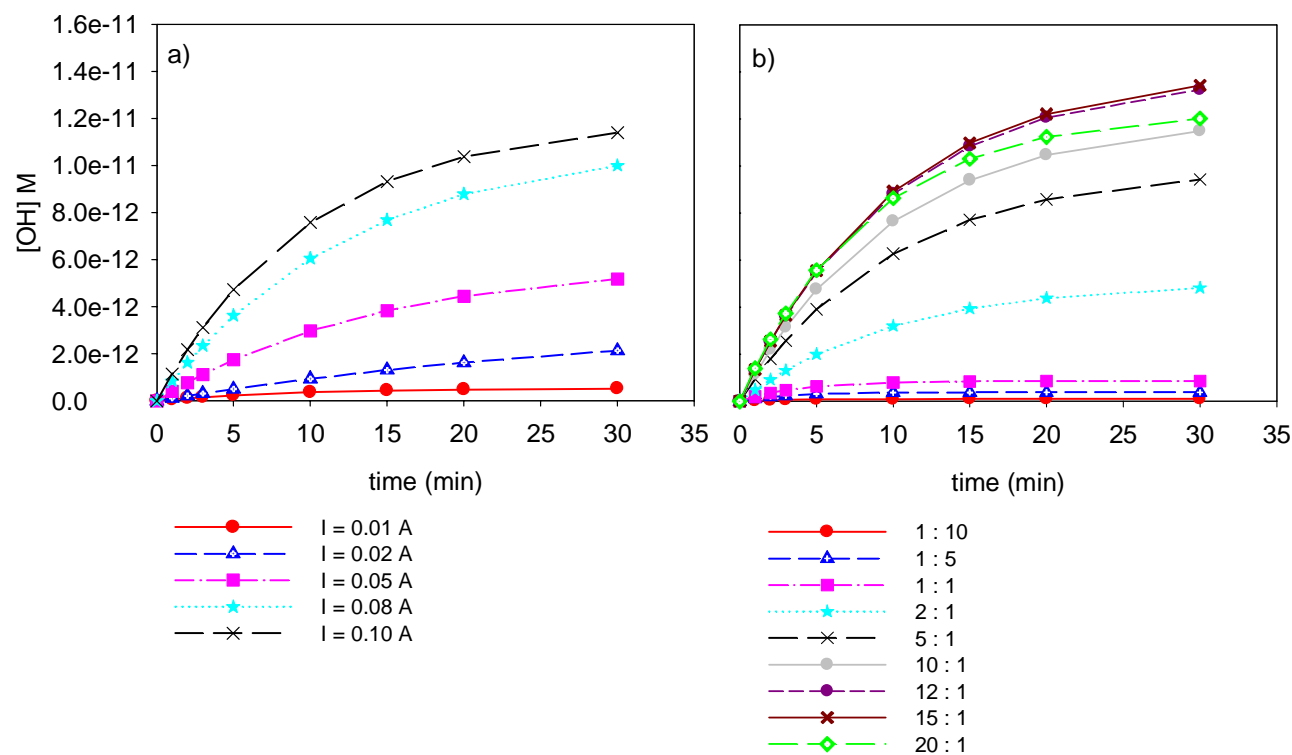 a)
[OH] M
1.6e-11
1.4e-11
1.2e-11
1.0e-11
8.0e-12
6.0e-12
4.0e-12
2.0e-12
0.0
0 5 10 15 20 25 30 35
time (min)
I = 0.01 A
I = 0.02 A
I = 0.05 A
I = 0.08 A
I = 0.10 A
b)
0 5 10 15 20 25 30 35
time (min)
1 : 10
1 : 5
1 : 1
2 : 1
5 : 1
10 : 1
12 : 1
15 : 1
20 : 1